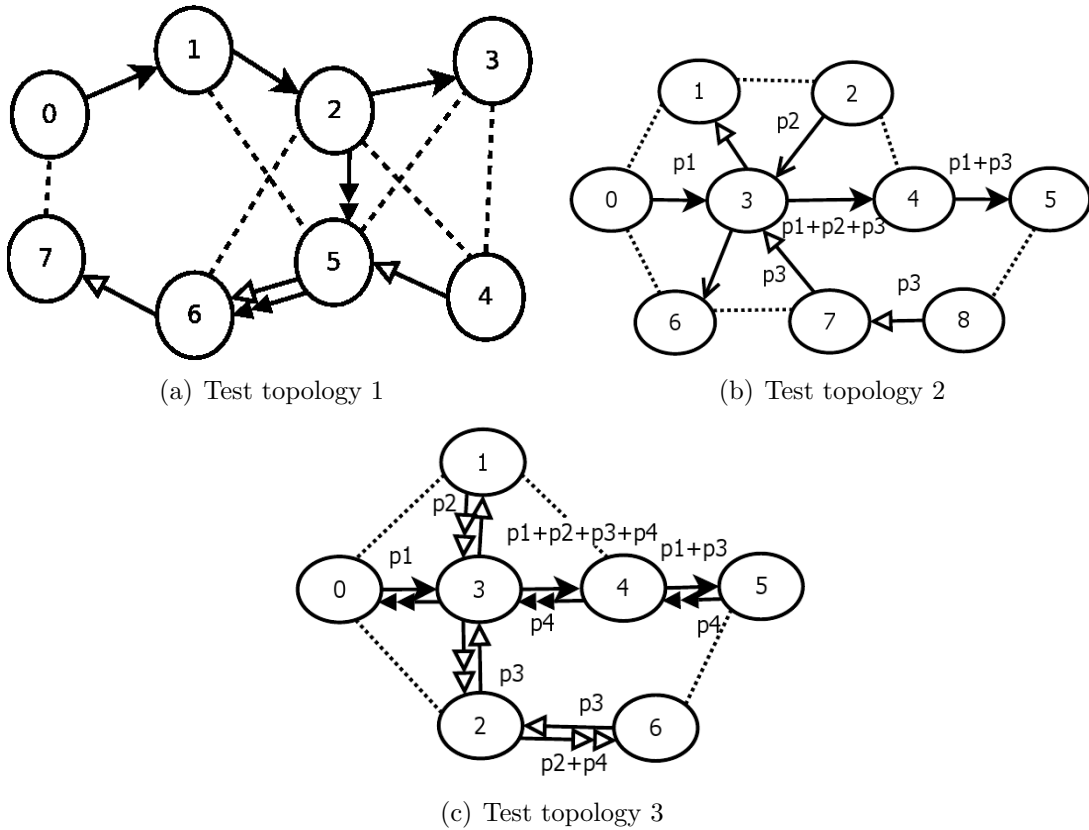 1
3
2
0
5
7
4
6
(a) Test topology 1
1
2
p2
p1
p1+p3
0
3
4
5
p1+p2+p3
p3
p3
6
7
8
(b) Test topology 2
1
p2
p1+p2+p3+p4
p1
p1+p3
0
3
4
5
p4
p4
p3
p3
2
6
p2+p4
(c) Test topology 3